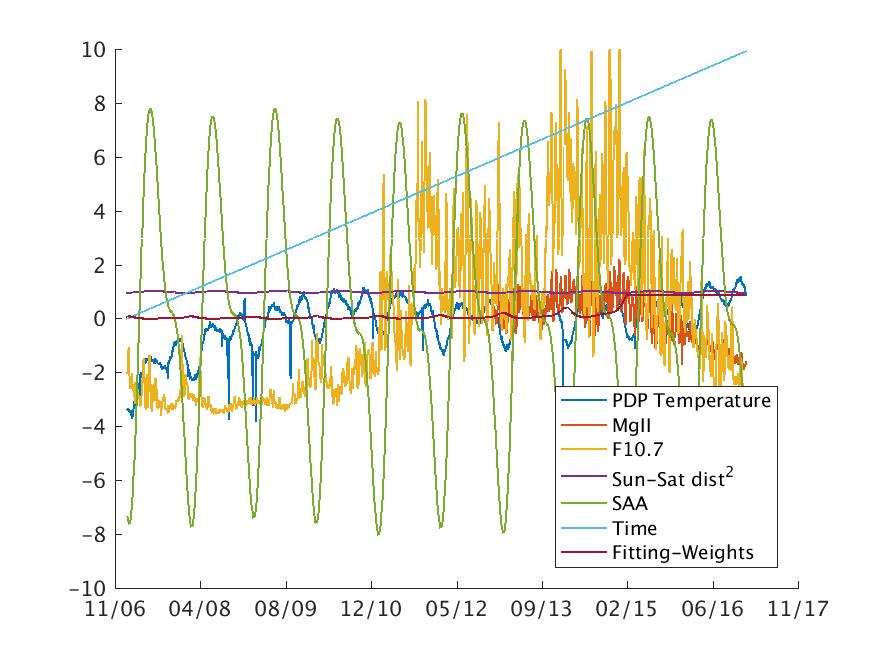 10
8
6
4
2
0
−2
−4
−6
−8
−10
11/06 04/08 08/09 12/10 05/12 09/13 02/15 06/16 11/17
PDP Temperature
MgII
F10.7
Sun−Sat dist²
SAA
Time
Fitting−Weights